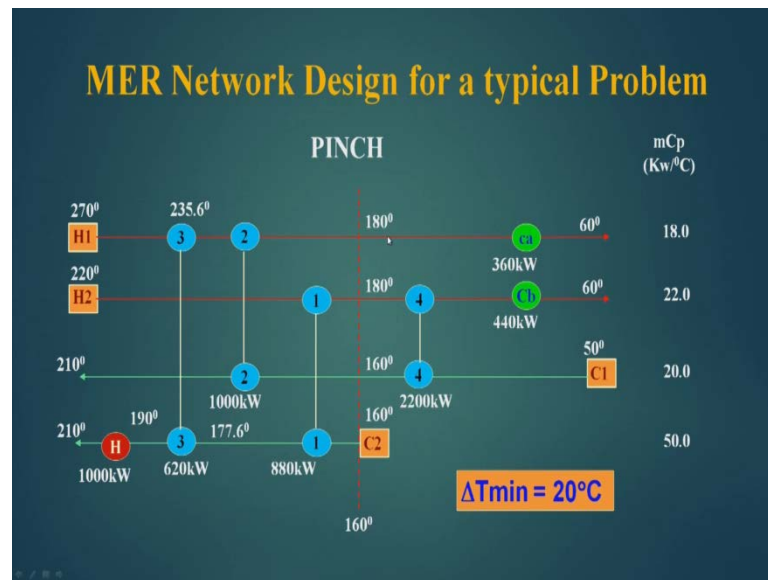 MER Network Design for a typical Problem
PINCH
mCp
(Kw/⁰C)
270⁰ 235.6⁰ 180⁰ 60⁰
H1 3 2 ca 18.0
360kW
220⁰ 180⁰ 60⁰
H2 1 4 Cb 22.0
440kW
50⁰
210⁰ 160⁰
2 4 C1 20.0
1000kW 2200kW
160⁰
210⁰ 190⁰ 177.6⁰
H 3 1 C2 50.0
1000kW 620kW 880kW
ΔTmin = 20°C
160⁰